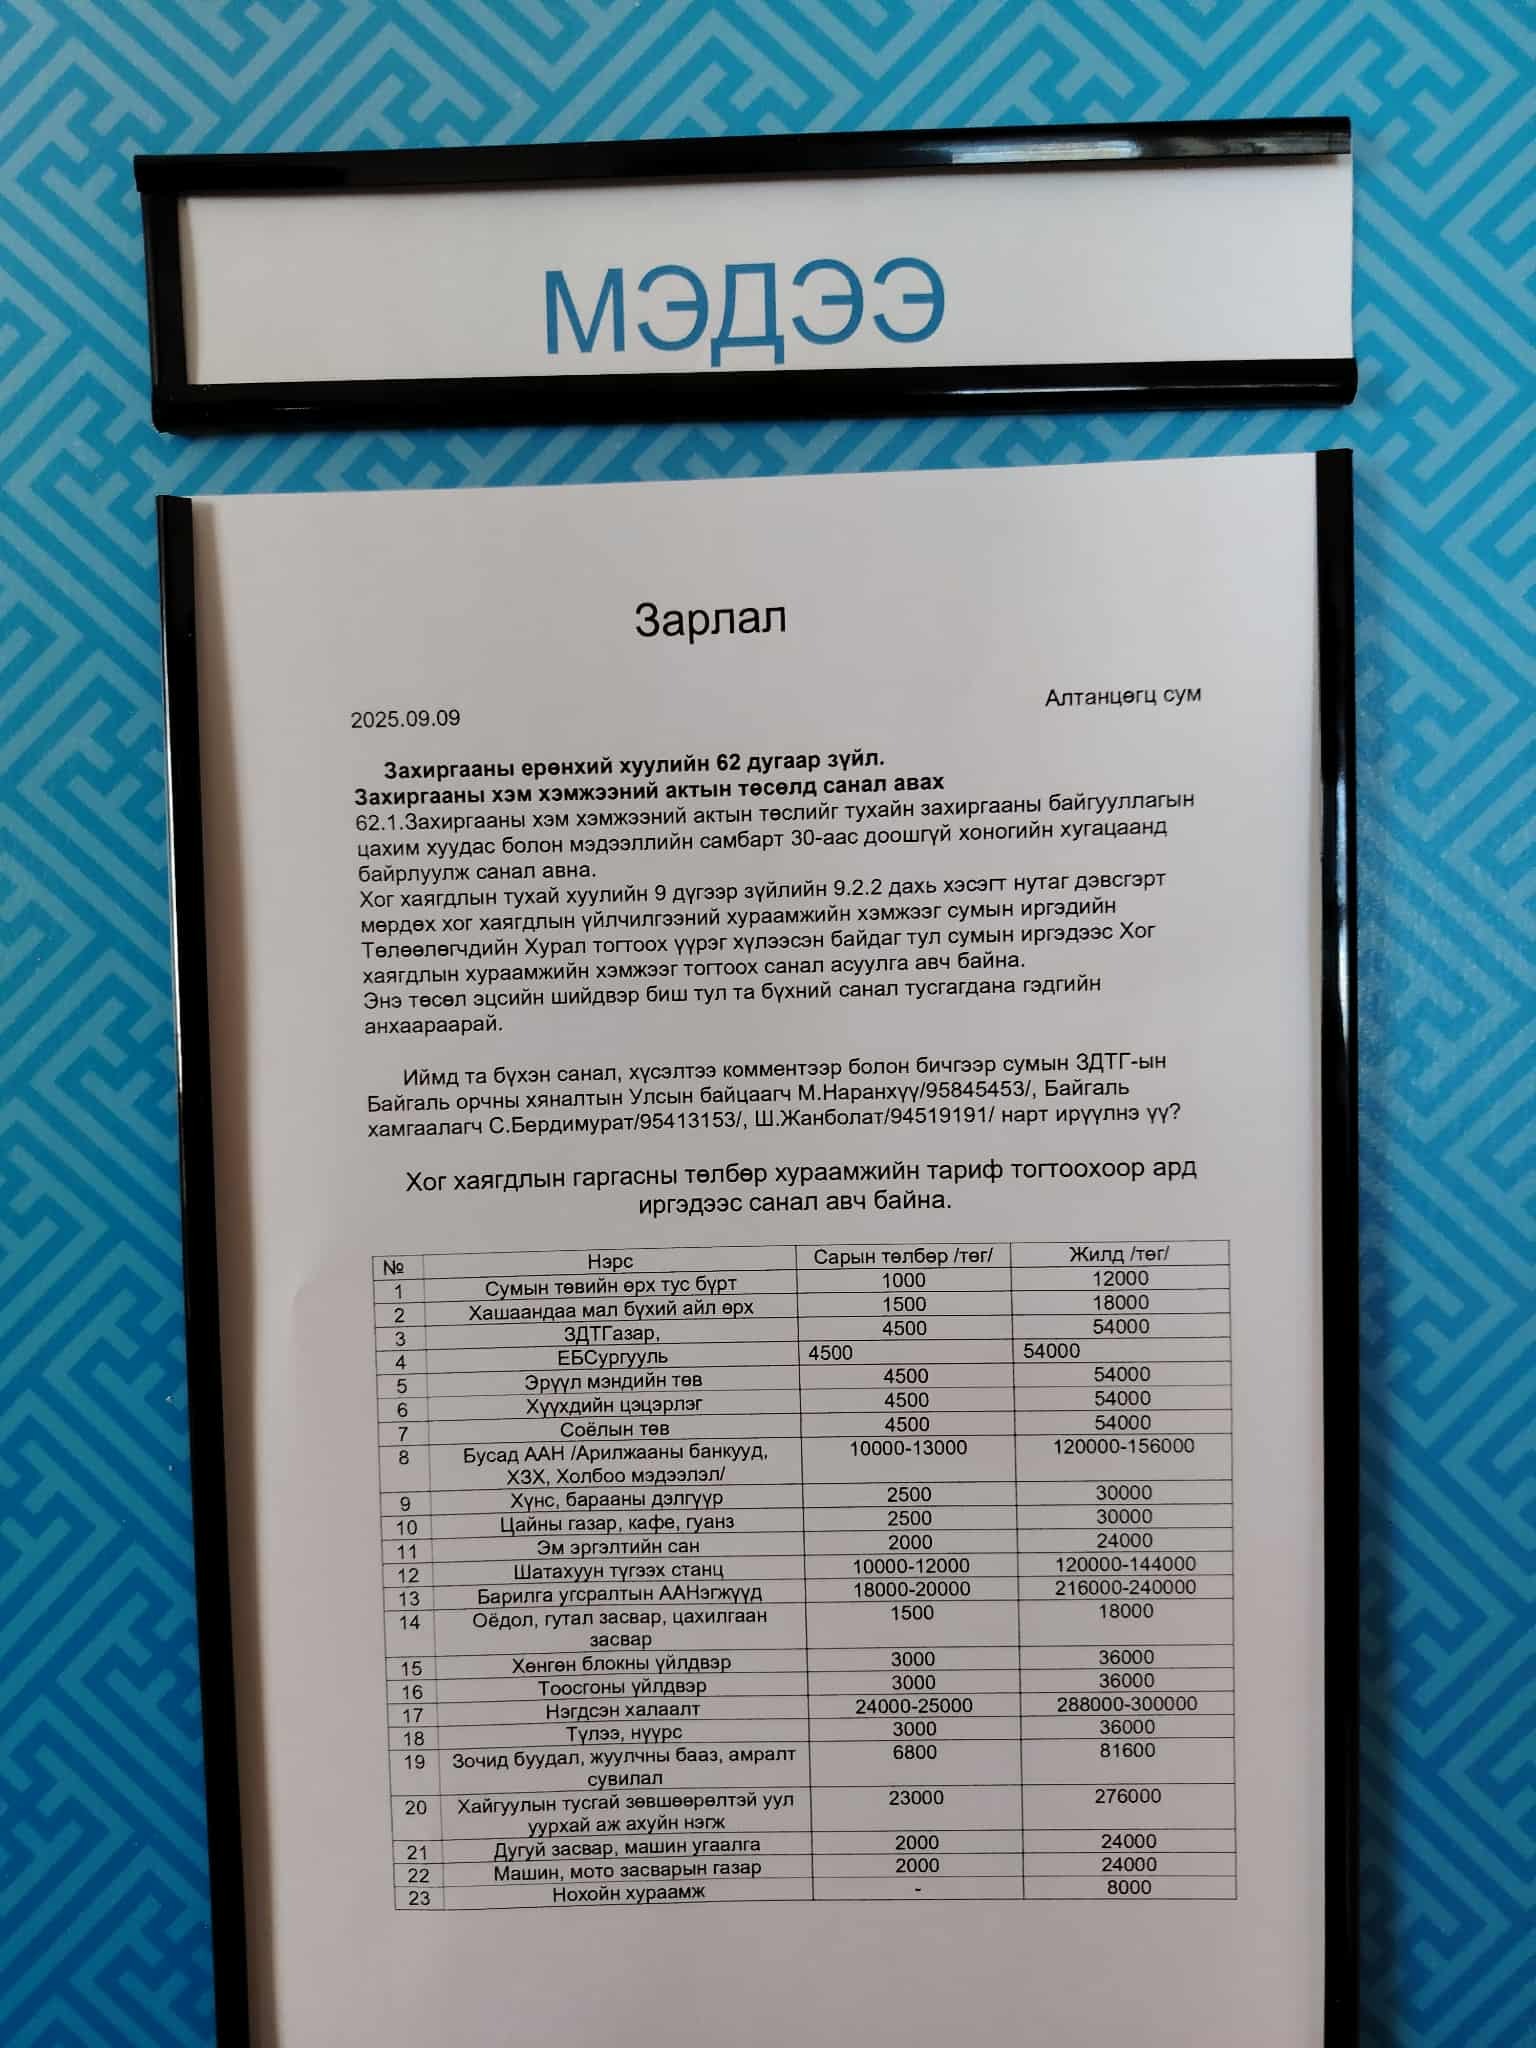 МЭДЭЭ
Зарлал
2025.09.09 Алтанцөгц сум
Захиргааны ерөнхий хуулийн 62 дугаар зүйл.
Захиргааны хэм хэмжээний актын төсөлд санал авах
62.1.Захиргааны хэм хэмжээний актын төслийг тухайн захиргааны байгууллагын
цахим хуудас болон мэдээллийн самбарт 30-аас доошгүй хоногийн хугацаанд
байрлуулж санал авна.
Хог хаягдлын тухай хуулийн 9 дүгээр зүйлийн 9.2.2 дахь хэсэгт нутаг дэвсгэрт
мөрдөх хог хаягдлын үйлчилгээний хураамжийн хэмжээг сумын иргэдийн
Төлөөлөгчдийн Хурал тогтоох үүрэг хүлээсэн байдаг тул сумын иргэдээс Хог
хаягдлын хураамжийн хэмжээг тогтоох санал асуулга авч байна.
Энэ төсөл эцсийн шийдвэр биш тул та бүхний санал тусгагдана гэдгийн
анхаараарай.
Иймд та бүхэн санал, хүсэлтээ комментээр болон бичгээр сумын ЗДТГ-ын
Байгаль орчны хяналтын Улсын байцаагч М.Наранхүү/95845453/, Байгаль
хамгаалагч С.Бердимурат/95413153/, Ш.Жанболат/94519191/ нарт ирүүлнэ үү?
Хог хаягдлын гаргасны төлбөр хураамжийн тариф тогтоохоор ард
иргэдээс санал авч байна.
№ Нэрс Сарын төлбөр /төг/ Жилд /төг/
1 Сумын төвийн өрх тус бүрт 1000 12000
2 Хашаандаа мал бүхий айл өрх 1500 18000
3 ЗДТГазар, 4500 54000
4 ЕБСургууль 4500 54000
5 Эрүүл мэндийн төв 4500 54000
6 Хүүхдийн цэцэрлэг 4500 54000
7 Соёлын төв 4500 54000
8 Бусад ААН /Арилжааны банкууд, 10000-13000 120000-156000
ХЗХ, Холбоо мэдээлэл/
9 Хүнс, барааны дэлгүүр 2500 30000
10 Цайны газар, кафе, гуанз 2500 30000
11 Эм эргэлтийн сан 2000 24000
12 Шатахуун түгээх станц 10000-12000 120000-144000
13 Барилга угсралтын ААНэгжүүд 18000-20000 216000-240000
14 Оёдол, гутал засвар, цахилгаан 1500 18000
засвар
15 Хөнгөн блокны үйлдвэр 3000 36000
16 Тоосгоны үйлдвэр 3000 36000
17 Нэгдсэн халаалт 24000-25000 288000-300000
18 Түлээ, нүүрс 3000 36000
19 Зочид буудал, жуулчны бааз, амралт 6800 81600
сувилал
20 Хайгуулын тусгай зөвшөөрөлтэй уул 23000 276000
уурхай аж ахуйн нэгж
21 Дугуй засвар, машин угаалга 2000 24000
22 Машин, мото засварын газар 2000 24000
23 Нохойн хураамж - 8000